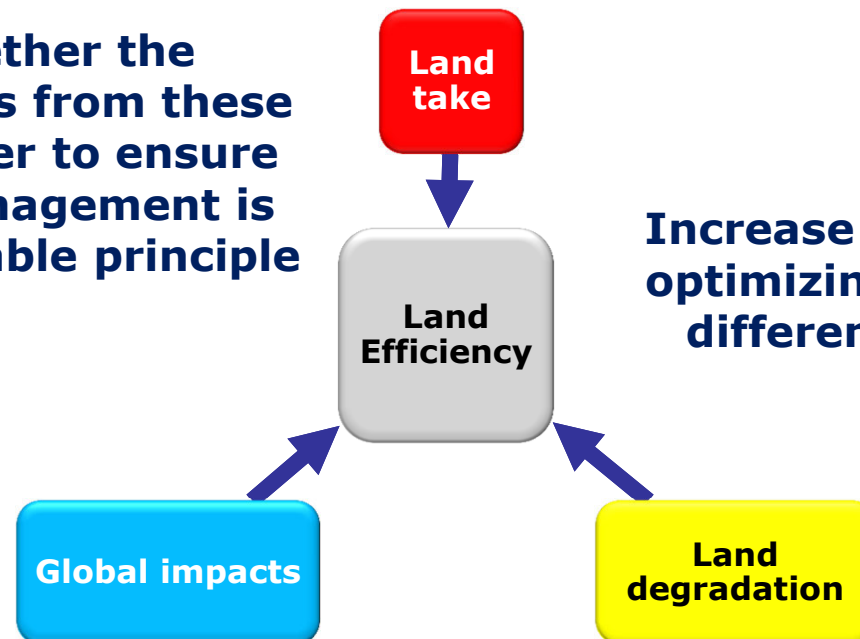 ether the
s from these
er to ensure
nagement is
able principle
Land
take
Increase
optimizin
differen
Land
Efficiency
Global impacts
Land
degradation